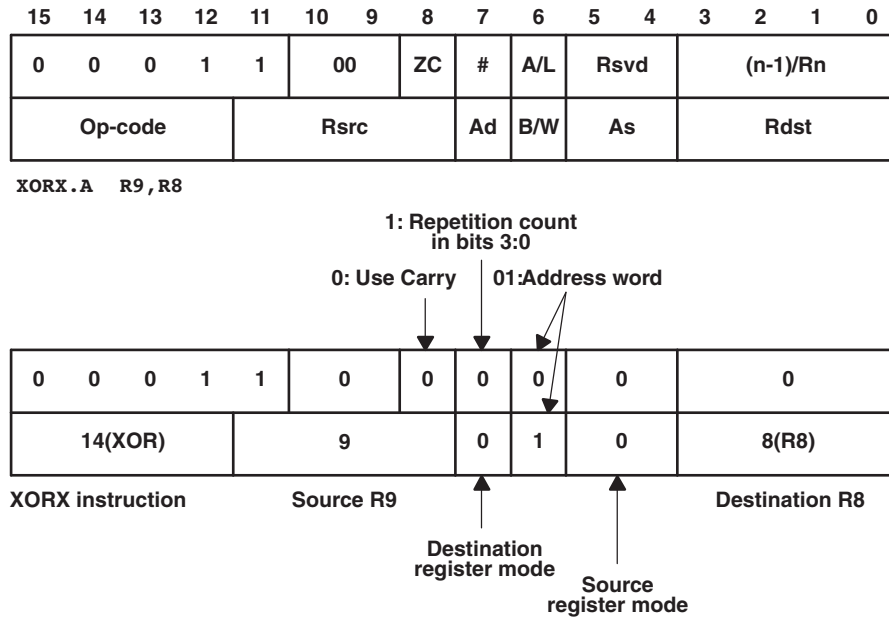 15 14 13 12 11 10 9 8 7 6 5 4 3 2 1 0
0 0 0 1 1 00 ZC # A/L Rsvd (n-1)/Rn
Op-code Rsrc Ad B/W As Rdst
XORX.A R9,R8
1: Repetition count
in bits 3:0
0: Use Carry 01:Address word
0 0 0 1 1 0 0 0 0 0 0
14(XOR) 9 0 1 0 8(R8)
XORX instruction Source R9 Destination R8
Destination
register mode
Source
register mode